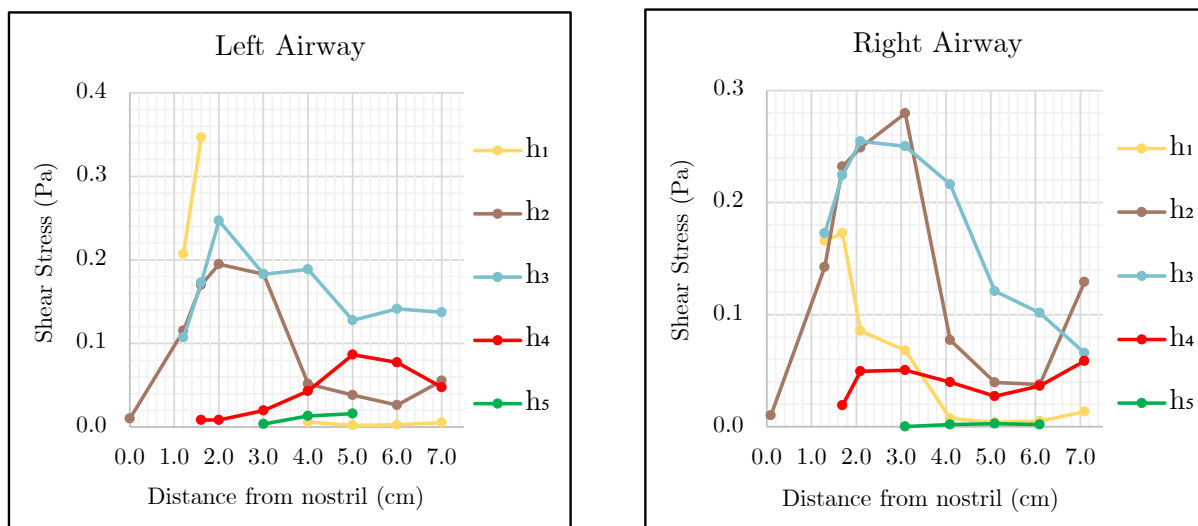 Left Airway
0.4
0.3
0.2
0.1
0.0
Shear Stress (Pa)
0.0 1.0 2.0 3.0 4.0 5.0 6.0 7.0
Distance from nostril (cm)
h₁
h₂
h₃
h₄
h₅
Right Airway
0.3
0.2
0.1
0.0
Shear Stress (Pa)
0.0 1.0 2.0 3.0 4.0 5.0 6.0 7.0
Distance from nostril (cm)
h₁
h₂
h₃
h₄
h₅